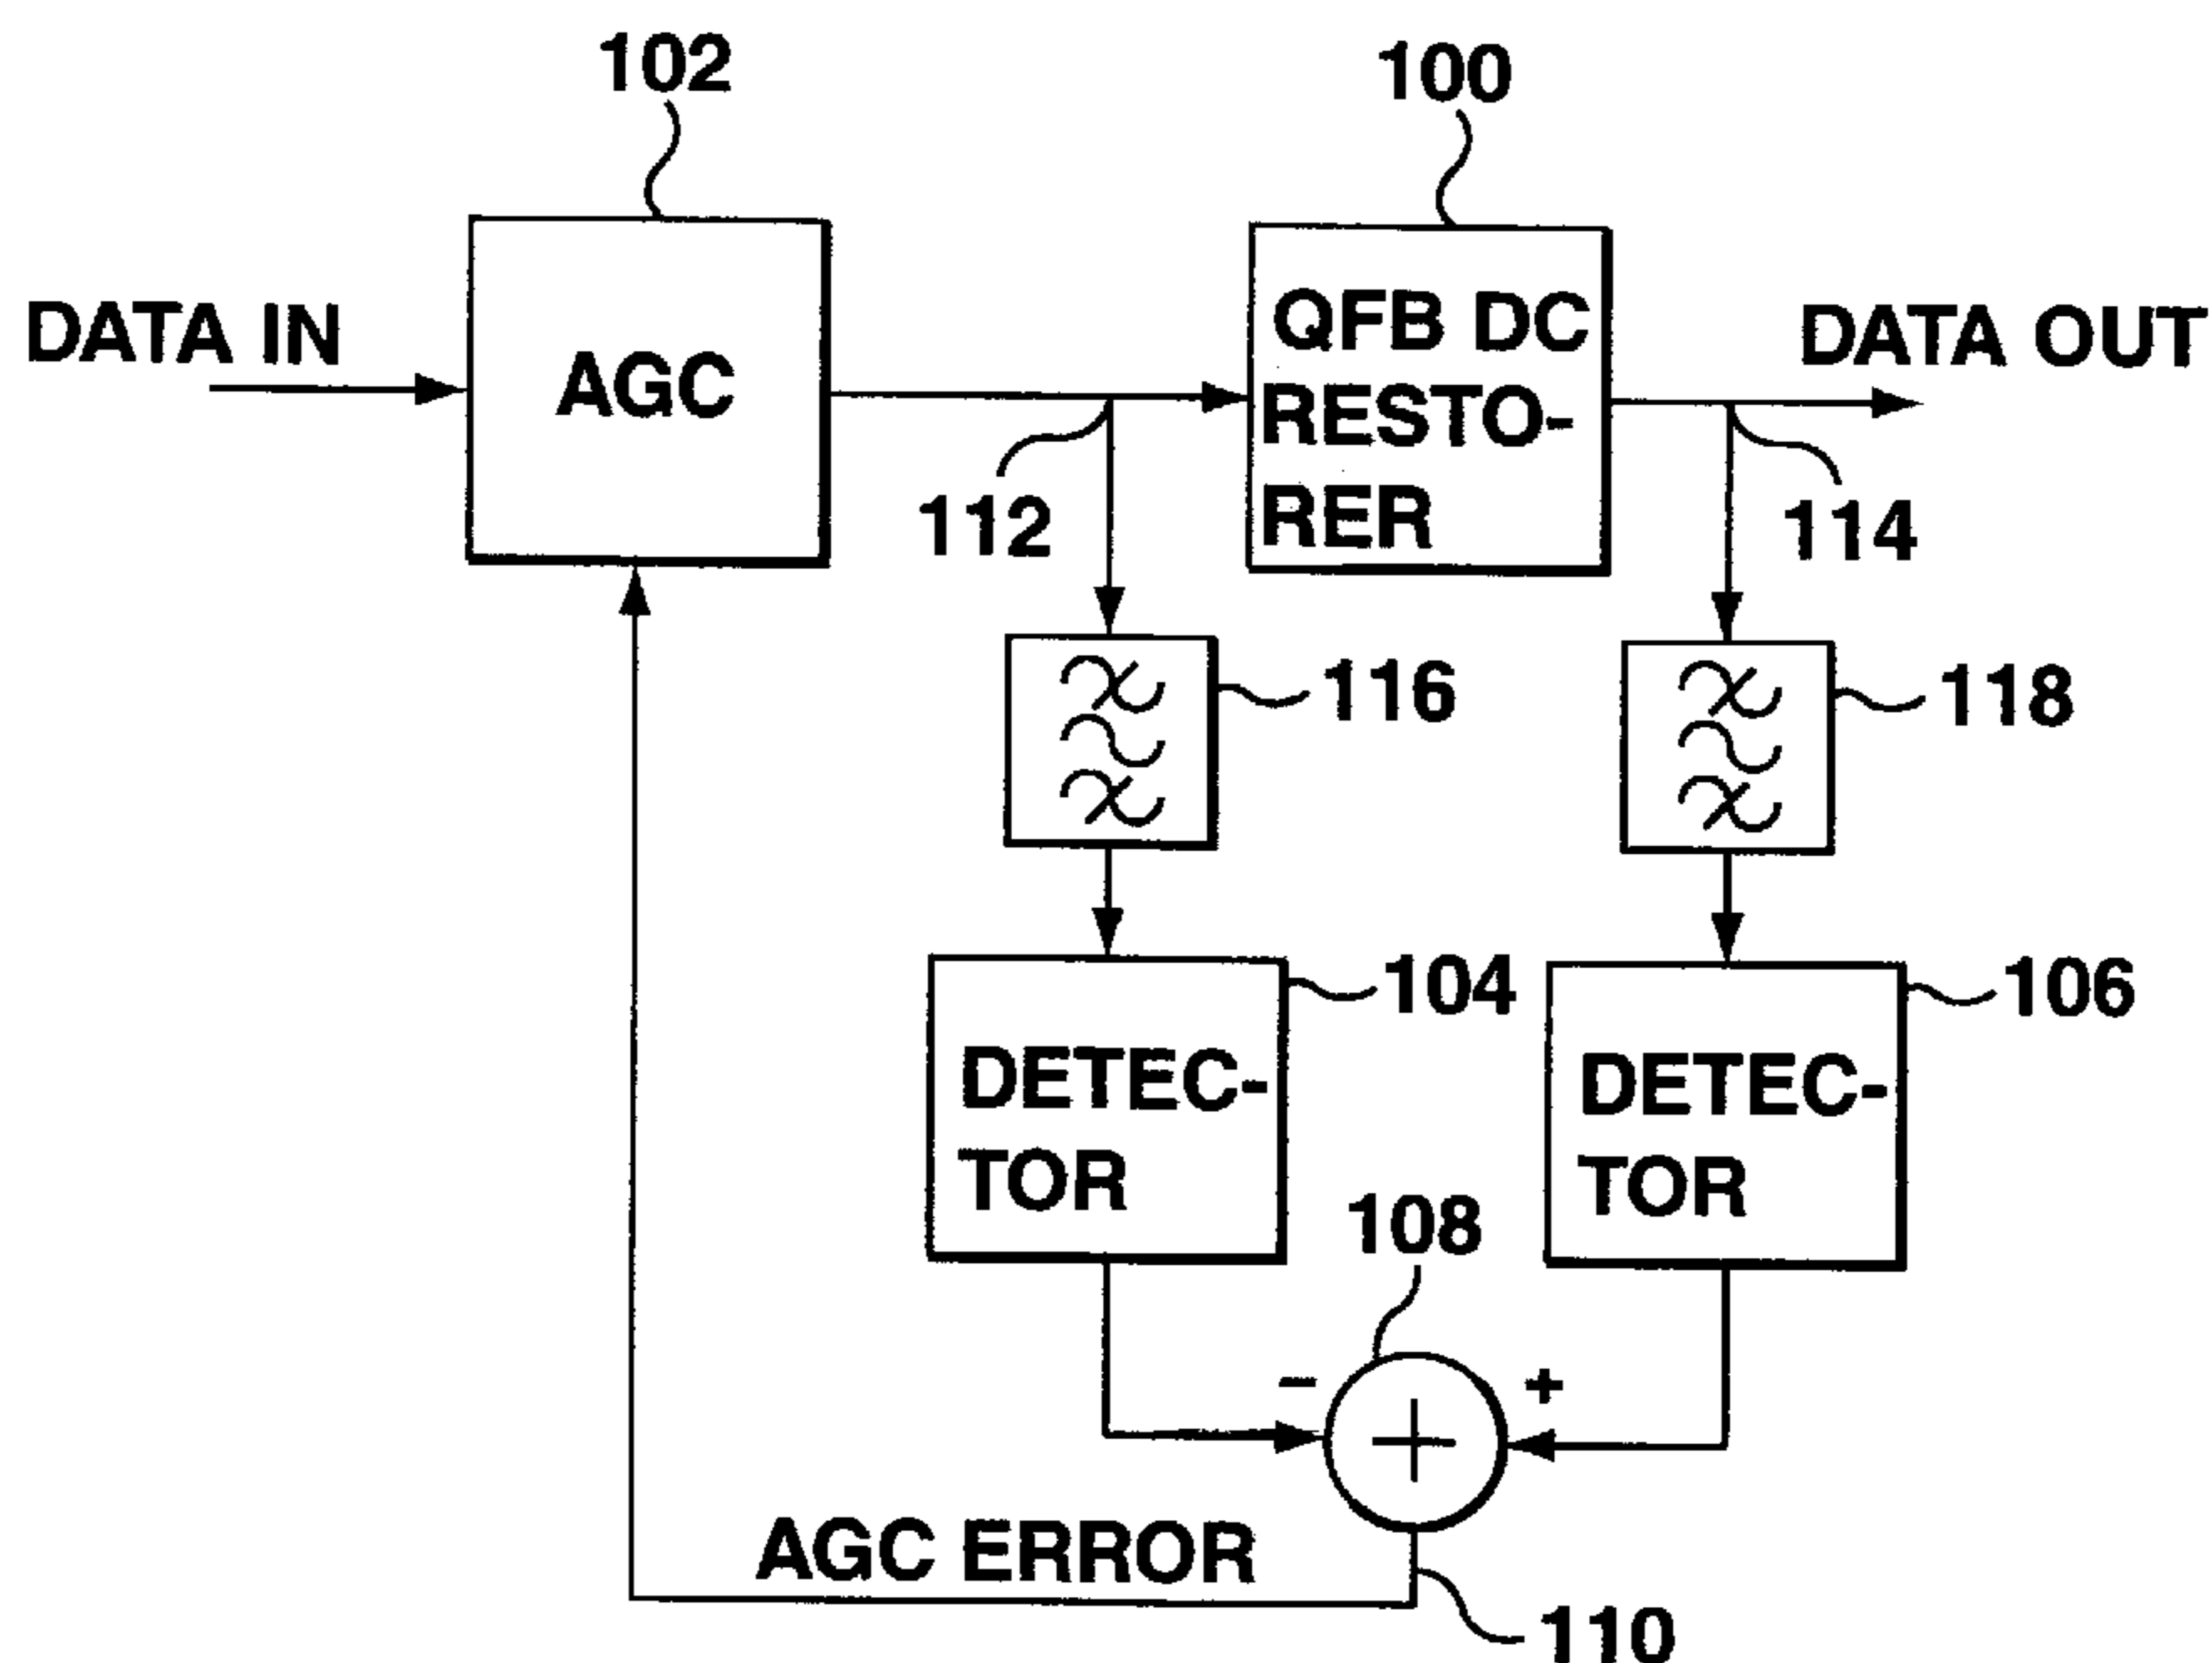 102
100
DATA IN
AGC
QFB DC
RESTO-
RER
DATA OUT
112
114
116
118
104
106
DETEC-
TOR
DETEC-
TOR
108
-
+
AGC ERROR
110